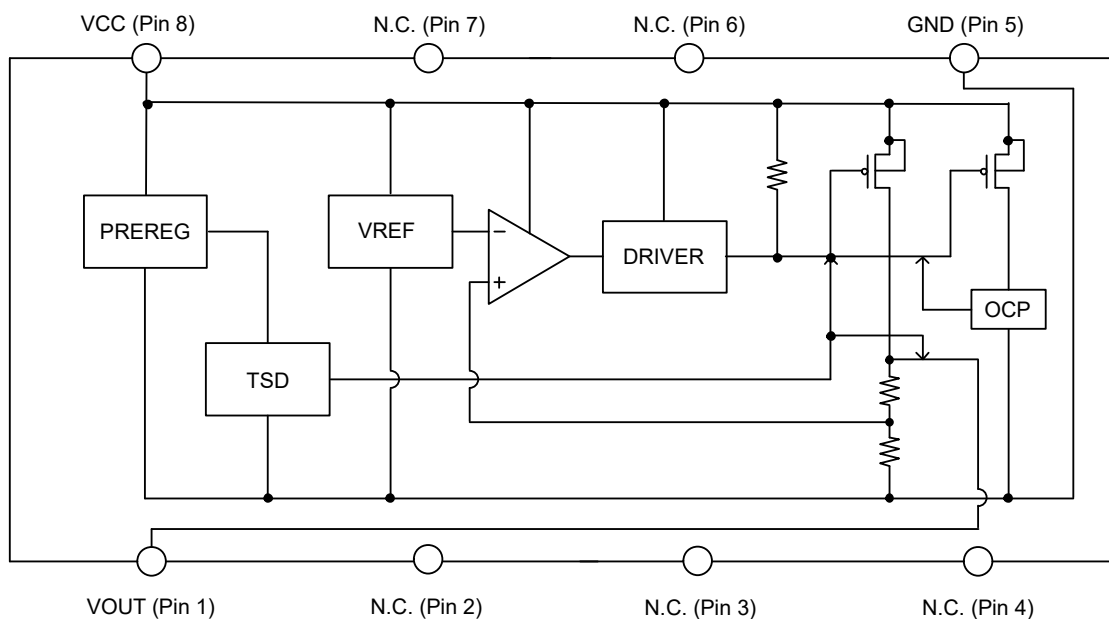 VCC (Pin 8)
N.C. (Pin 7)
N.C. (Pin 6)
GND (Pin 5)
PREREG
VREF
−
+
DRIVER
OCP
TSD
VOUT (Pin 1)
N.C. (Pin 2)
N.C. (Pin 3)
N.C. (Pin 4)